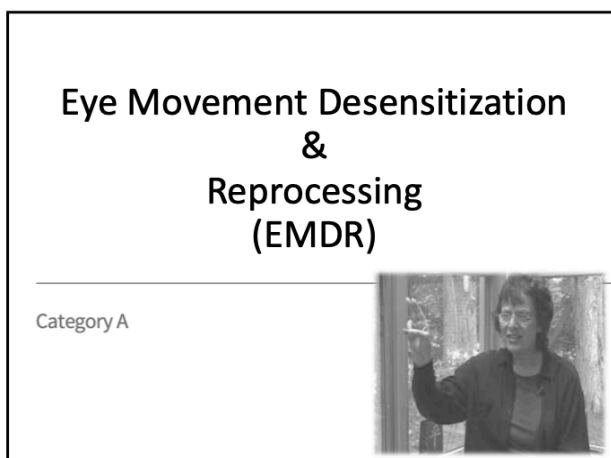 Eye Movement Desensitization
&
Reprocessing
(EMDR)
Category A